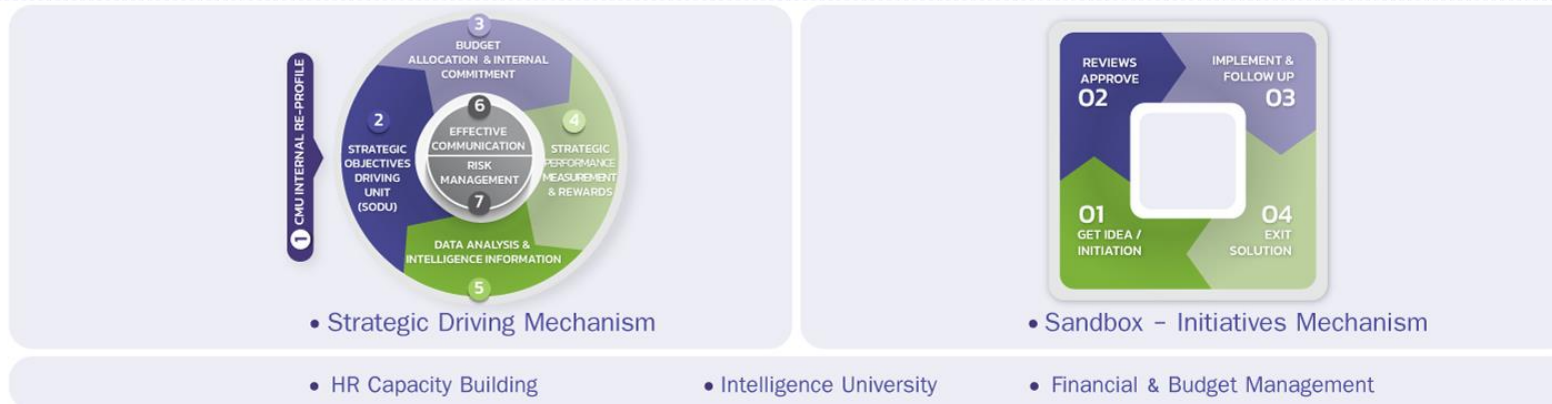 1 CMU INTERNAL RE-PROFILE
3
BUDGET
ALLOCATION & INTERNAL
COMMITMENT
2
STRATEGIC
OBJECTIVES
DRIVING
UNIT
(SODU)
6
EFFECTIVE
COMMUNICATION
RISK
MANAGEMENT
7
4
STRATEGIC
PERFORMANCE
MEASUREMENT
& REWARDS
DATA ANALYSIS &
INTELLIGENCE INFORMATION
5
• Strategic Driving Mechanism
REVIEWS
APPROVE
02
IMPLEMENT &
FOLLOW UP
03
01
GET IDEA /
INITIATION
04
EXIT
SOLUTION
• Sandbox – Initiatives Mechanism
• HR Capacity Building
• Intelligence University
• Financial & Budget Management